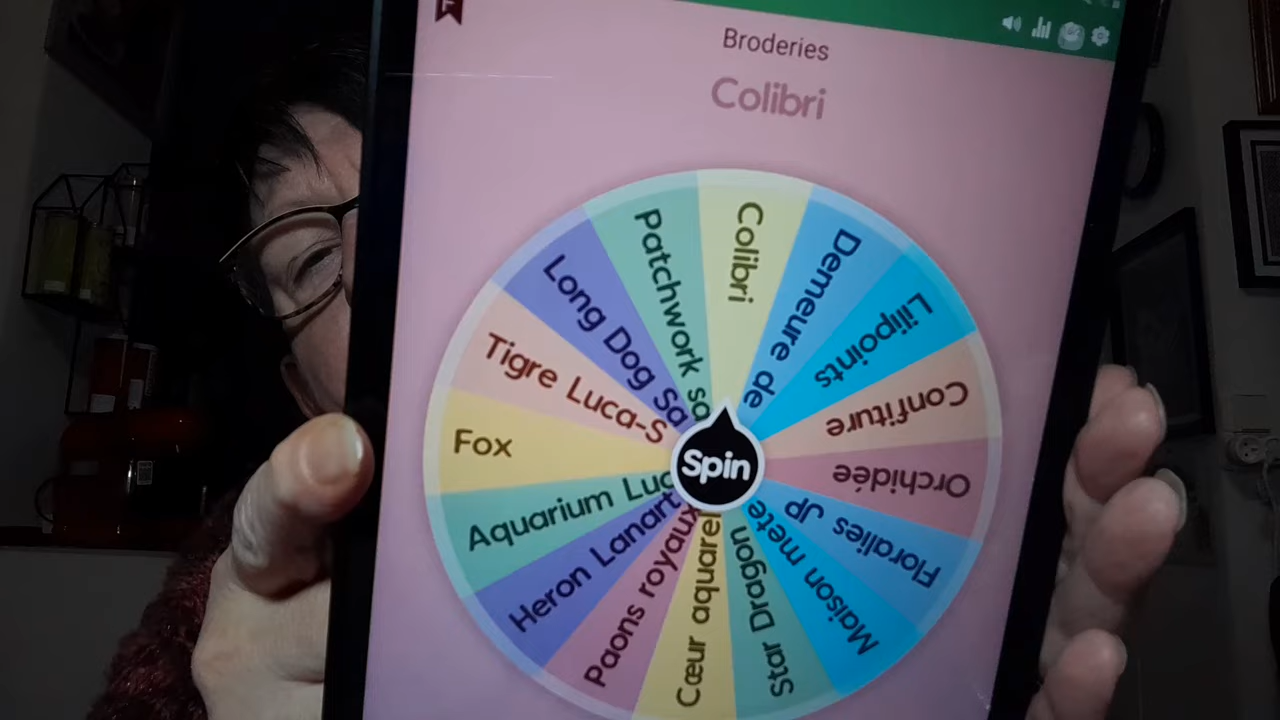 Broderies
Colibri
Colibri
Demeure de
Lilipoints
Confiture
Orchidée
Floralies JP
Maison mete
Star Dragon
Cœur aquarel
Paons royaux
Heron Lanart
Aquarium Luc
Fox
Tigre Luca-S
Long Dog Sa
Patchwork sa
Spin